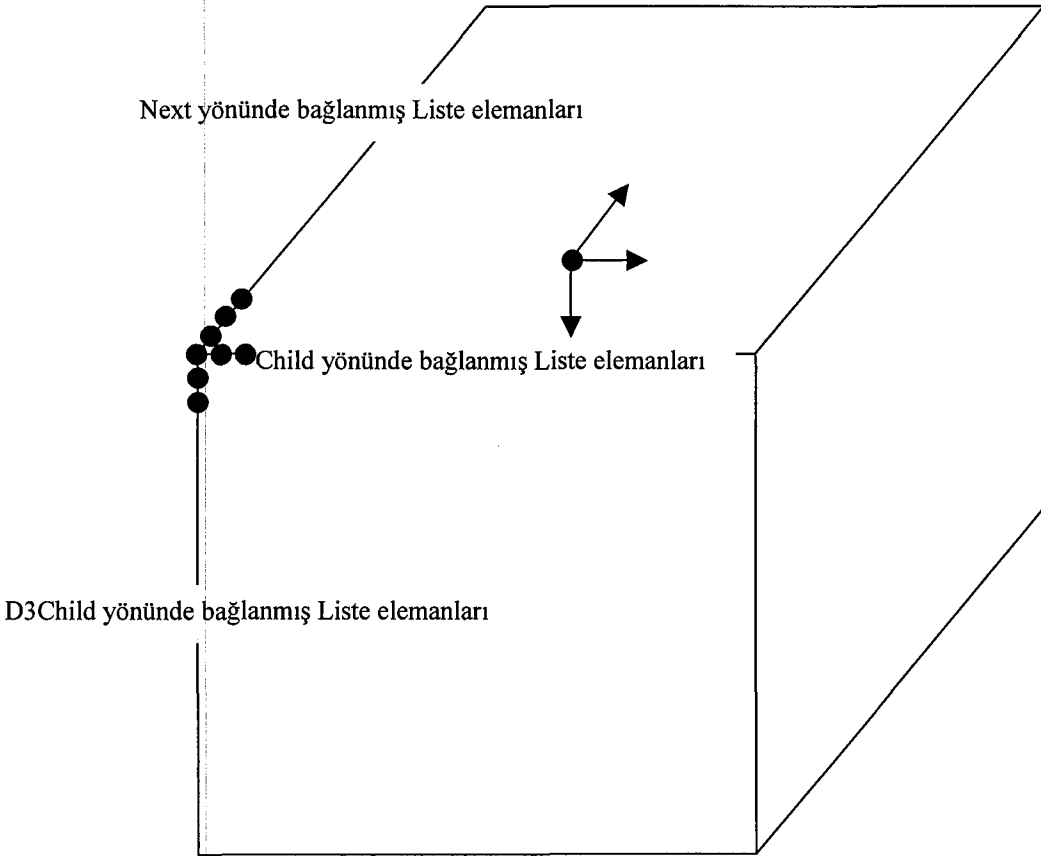 Next yönünde bağlanmış Liste elemanları
Child yönünde bağlanmış Liste elemanları
D3Child yönünde bağlanmış Liste elemanları